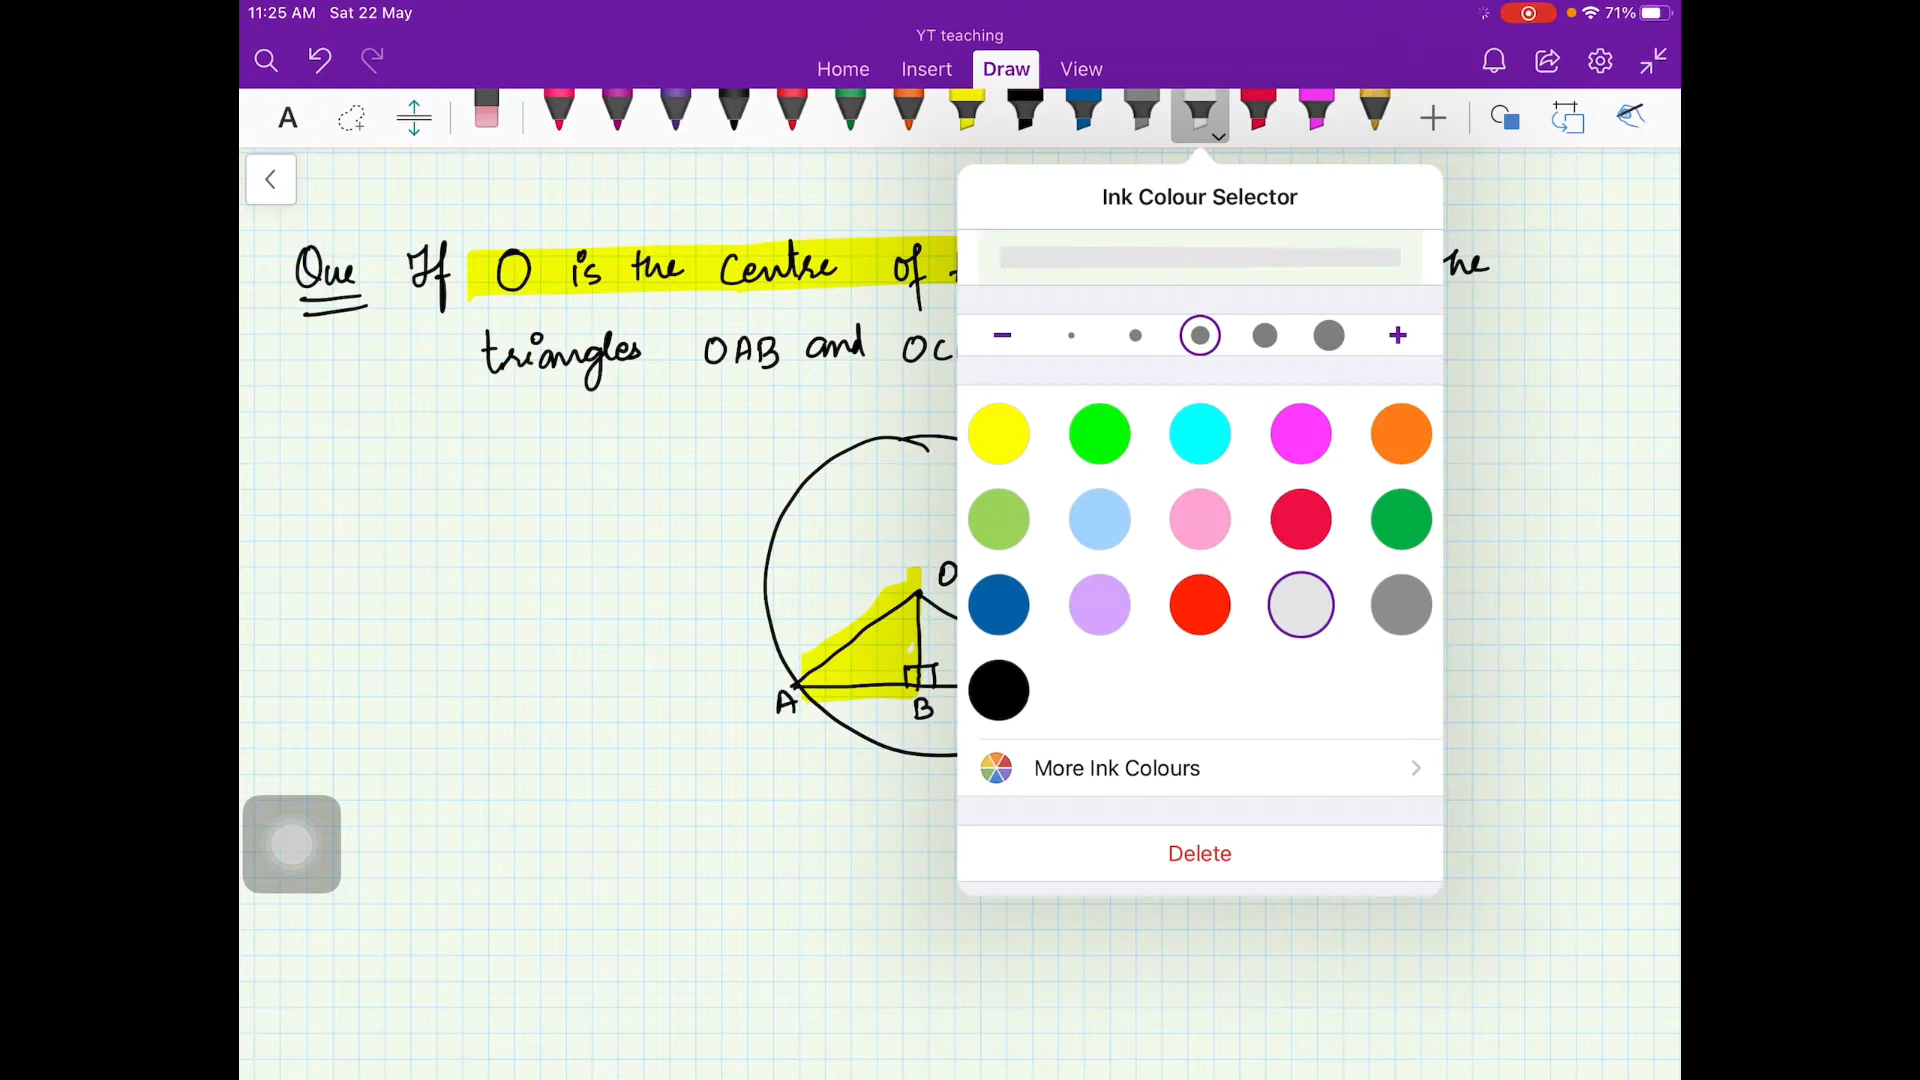 11:25 AM Sat 22 May
71%
YT teaching
Home Insert Draw View
A
Ink Colour Selector
Que If O is the Centre of
he
triangles OAB and OC
O
A
B
More Ink Colours
Delete